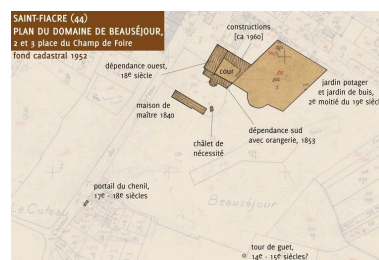 SAINT-FIACRE (44)
PLAN DU DOMAINE DE BEAUSÉJOUR,
2 et 3 place du Champ de Foire
fond cadastral 1952
constructions
[ca 1960]
dépendance ouest,
18e siècle
cour
maison de
maître 1840
jardin potager
et jardin de buis,
2e moitié du 19e siècle
châlet de
nécessité
dépendance sud
avec orangerie, 1853
portail du chenil,
17e - 18e siècles
Le Coteau
Beauséjour
tour de guet,
14e - 15e siècles?